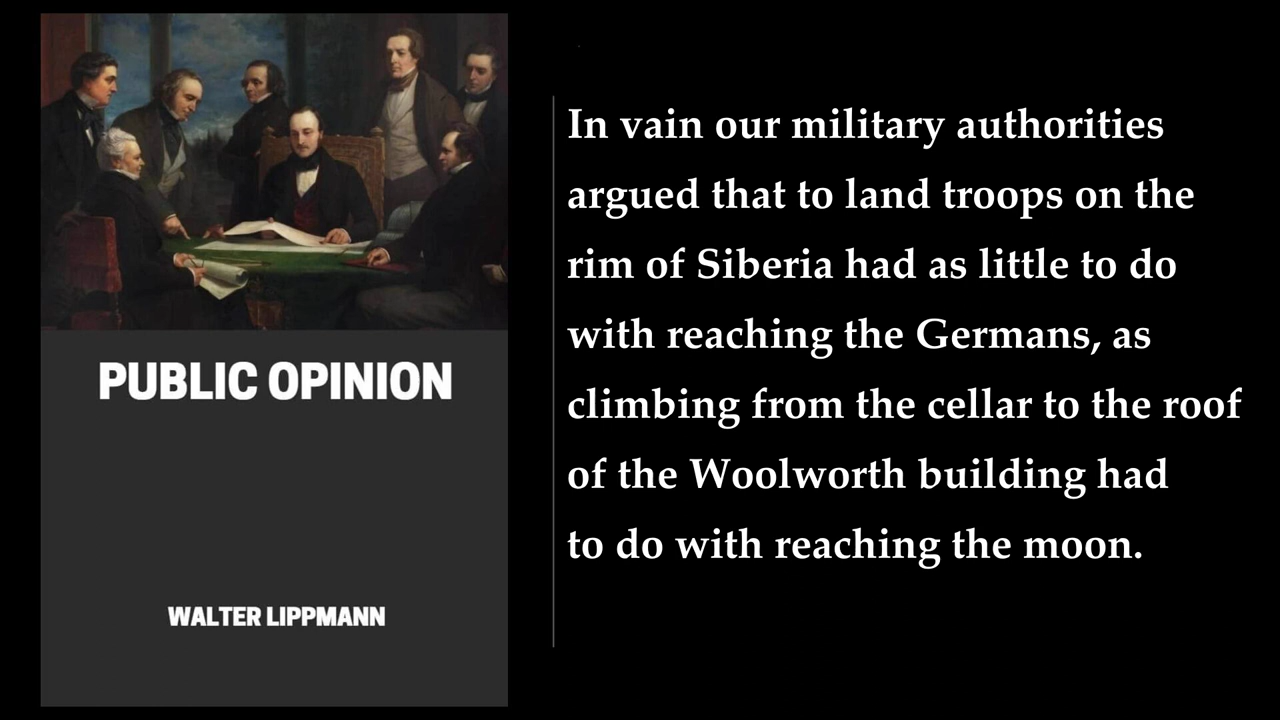 PUBLIC OPINION
WALTER LIPPMANN
In vain our military authorities
argued that to land troops on the
rim of Siberia had as little to do
with reaching the Germans, as
climbing from the cellar to the roof
of the Woolworth building had
to do with reaching the moon.